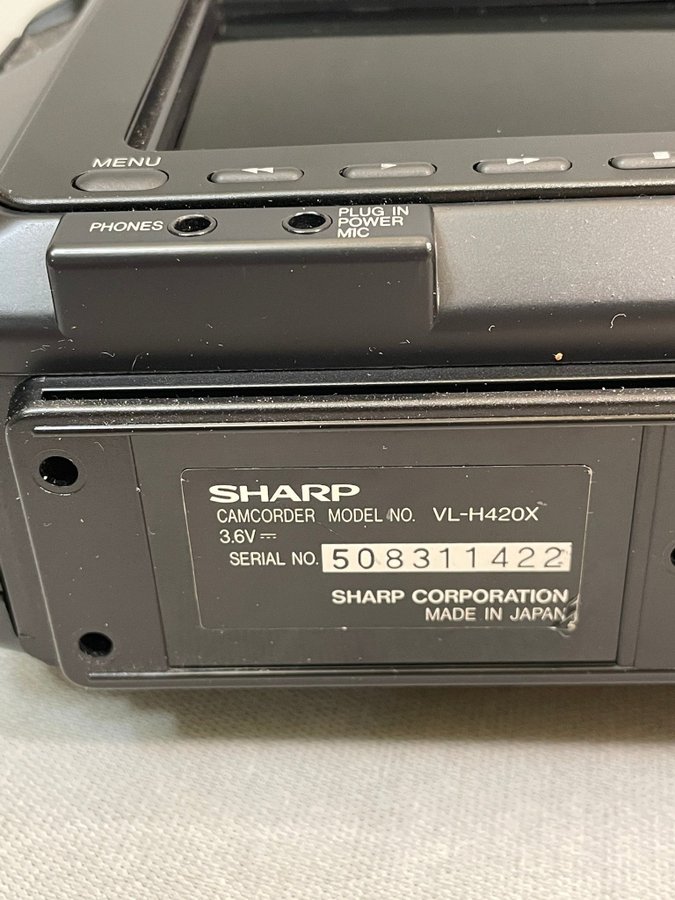 MENU
PHONES
PLUG IN
POWER
MIC
SHARP
CAMCORDER MODEL NO. VL-H420X
3.6V ⎓
SERIAL NO. 508311422
SHARP CORPORATION
MADE IN JAPAN